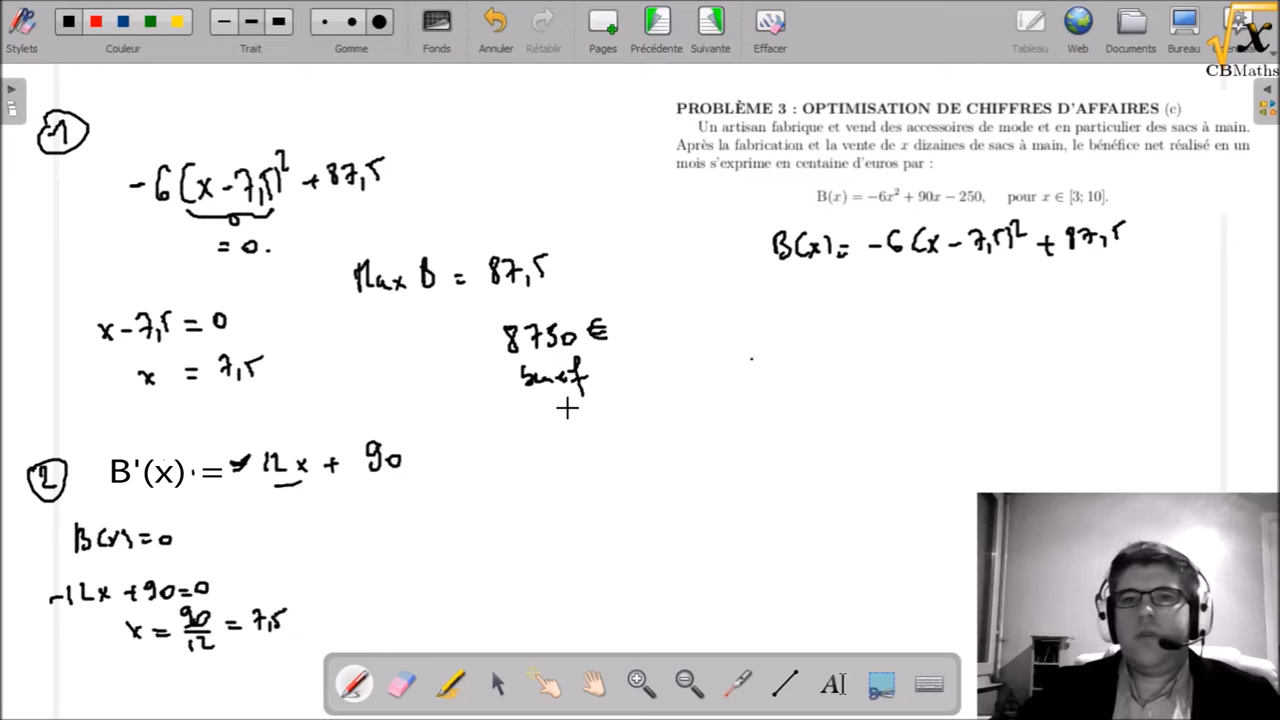 Stylets
Couleur
Trait
Gomme
Fonds
Annuler
Rétablir
Pages
Précédente
Suivante
Effacer
Tableau
Web
Documents
Bureau
√x
CBMaths
PROBLÈME 3 : OPTIMISATION DE CHIFFRES D'AFFAIRES (c)
Un artisan fabrique et vend des accessoires de mode et en particulier des sacs à main.
Après la fabrication et la vente de x dizaines de sacs à main, le bénéfice net réalisé en un
mois s'exprime en centaine d'euros par :
B(x) = −6x² + 90x − 250, pour x ∈ [3; 10].
B(x) = -6(x - 7,5)² + 87,5
1
-6(x - 7,5)² + 87,5
0
= 0.
Max B = 87,5
x - 7,5 = 0
x = 7,5
8750 €
benef
2
B'(x) = -12x + 90
B(x) = 0
-12x + 90 = 0
x = 90/12 = 7,5